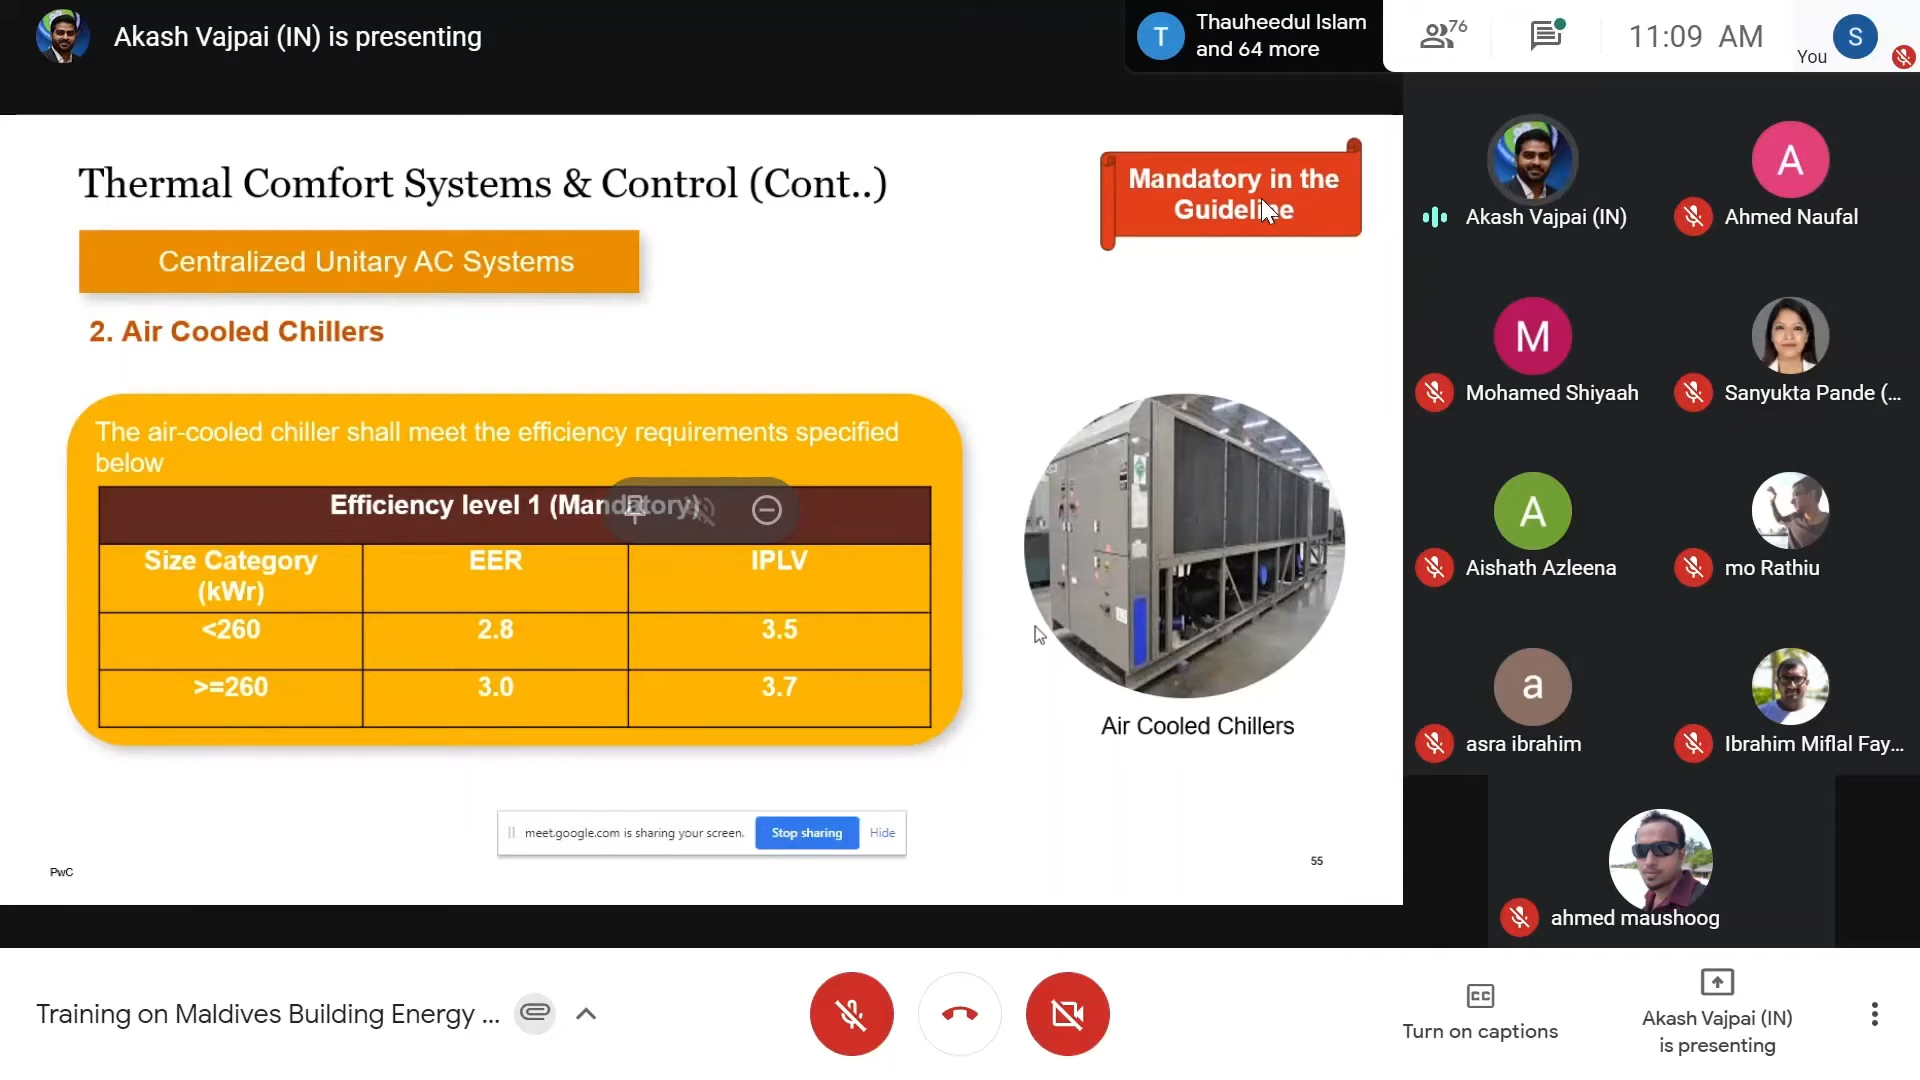 Akash Vajpai (IN) is presenting
T
Thauheedul Islam
and 64 more
76
11:09 AM
You
S
Thermal Comfort Systems & Control (Cont..)
Mandatory in the
Guideline
Centralized Unitary AC Systems
2. Air Cooled Chillers
The air-cooled chiller shall meet the efficiency requirements specified
below
Efficiency level 1 (Mandatory)
Size Category
(kWr)
EER
IPLV
<260
2.8
3.5
>=260
3.0
3.7
Air Cooled Chillers
meet.google.com is sharing your screen.
Stop sharing
Hide
PwC
55
Akash Vajpai (IN)
A
Ahmed Naufal
M
Mohamed Shiyaah
Sanyukta Pande (...
A
Aishath Azleena
mo Rathiu
a
asra ibrahim
Ibrahim Miflal Fay...
ahmed maushoog
Training on Maldives Building Energy ...
CC
Turn on captions
Akash Vajpai (IN)
is presenting